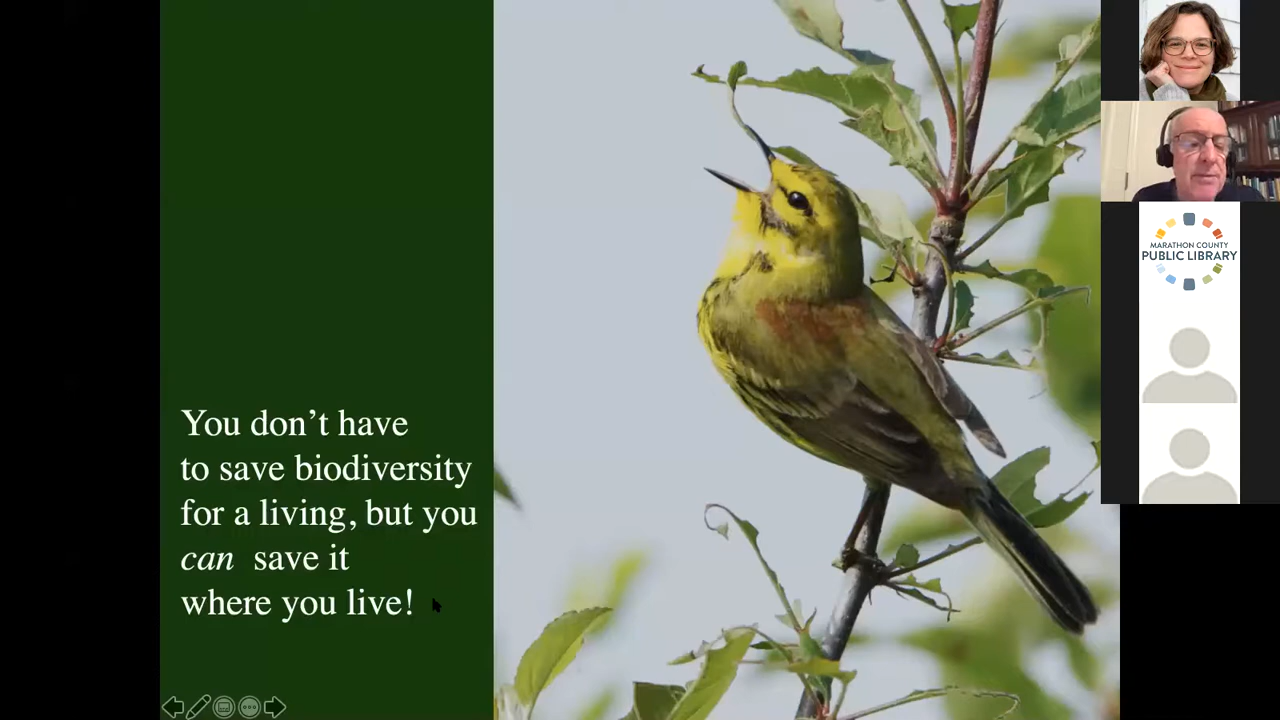 You don’t have
to save biodiversity
for a living, but you
can save it
where you live!
MARATHON COUNTY
PUBLIC LIBRARY